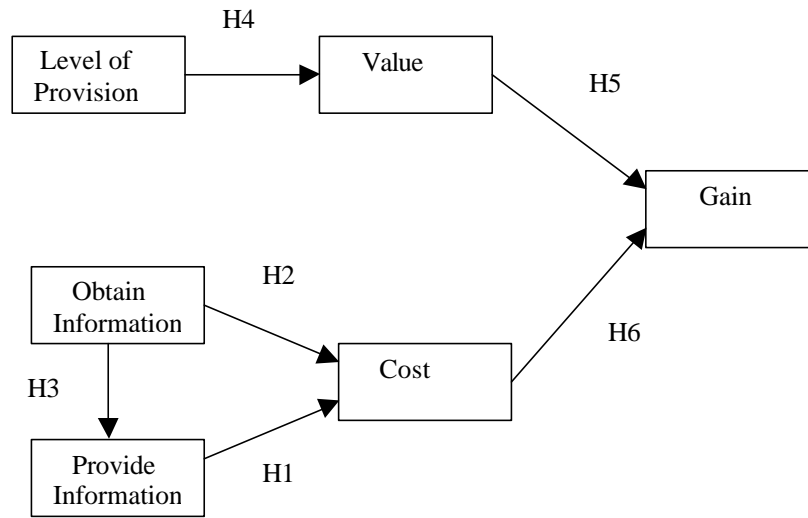 H4
Level of
Provision
Value
H5
Gain
Obtain
Information
H2
H3
Cost
H6
Provide
Information
H1